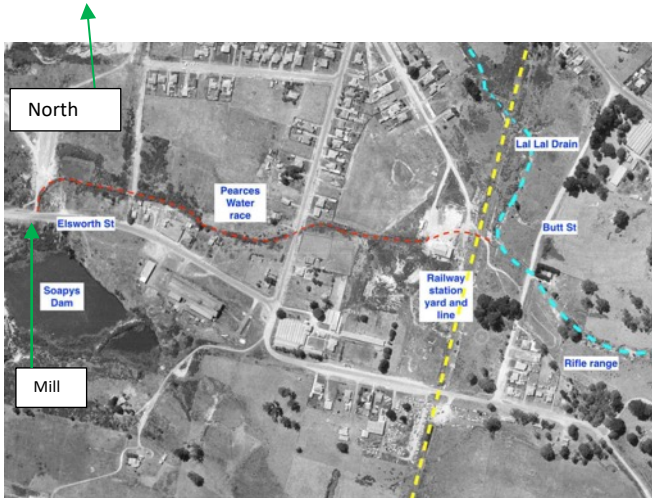 North
Lal Lal Drain
Pearces
Water
race
Elsworth St
Butt St
Soapys
Dam
Railway
station
yard and
line
Rifle range
Mill